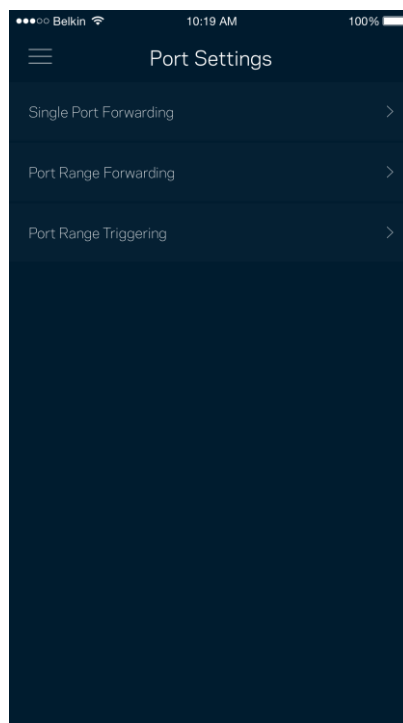 Belkin 10:19 AM 100%
Port Settings
Single Port Forwarding
Port Range Forwarding
Port Range Triggering